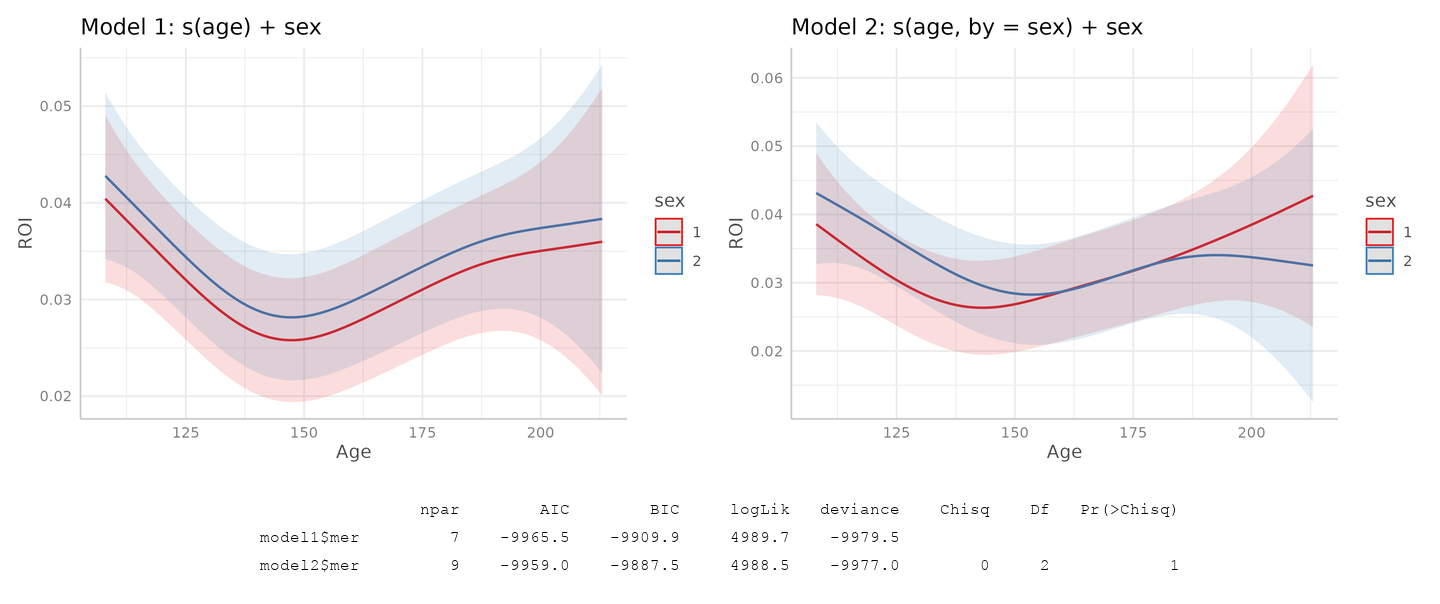 Model 1: s(age) + sex
Model 2: s(age, by = sex) + sex
0.05
0.04
0.03
0.02
ROI
125 150 175 200
Age
sex
1
2
0.06
0.05
0.04
0.03
0.02
ROI
125 150 175 200
Age
sex
1
2
npar AIC BIC logLik deviance Chisq Df Pr(>Chisq)
model1$mer 7 -9965.5 -9909.9 4989.7 -9979.5
model2$mer 9 -9959.0 -9887.5 4988.5 -9977.0 0 2 1